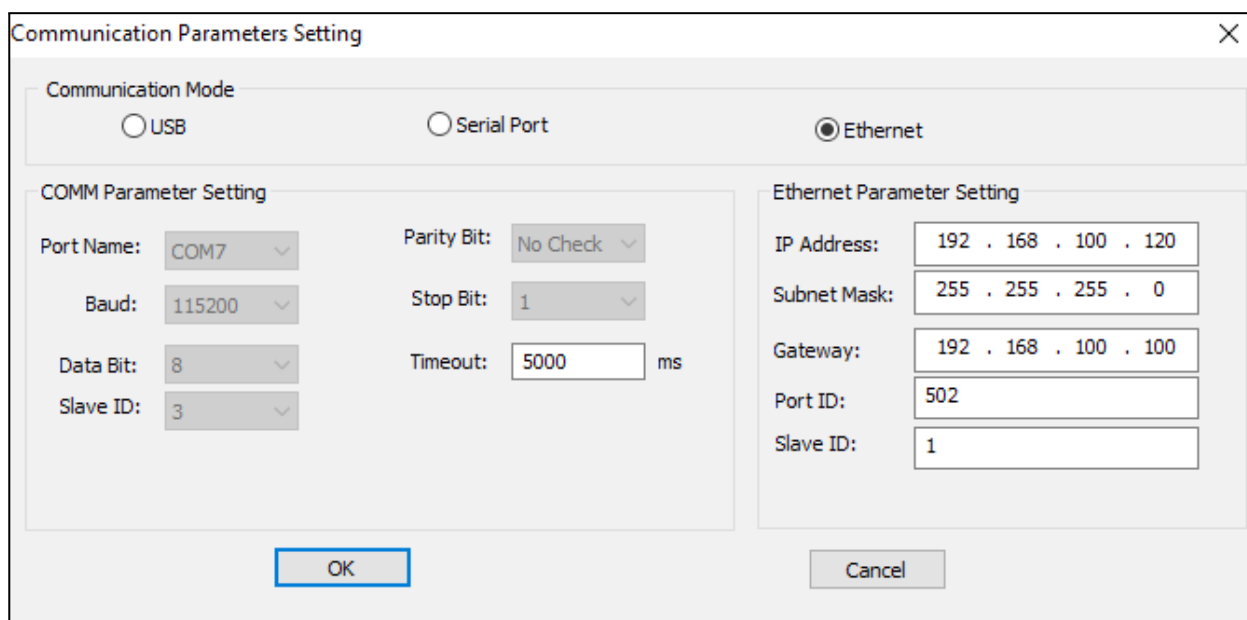 Communication Parameters Setting
Communication Mode
USB
Serial Port
Ethernet
COMM Parameter Setting
Port Name: COM7
Baud: 115200
Data Bit: 8
Slave ID: 3
Parity Bit: No Check
Stop Bit: 1
Timeout: 5000 ms
Ethernet Parameter Setting
IP Address: 192 . 168 . 100 . 120
Subnet Mask: 255 . 255 . 255 . 0
Gateway: 192 . 168 . 100 . 100
Port ID: 502
Slave ID: 1
OK
Cancel